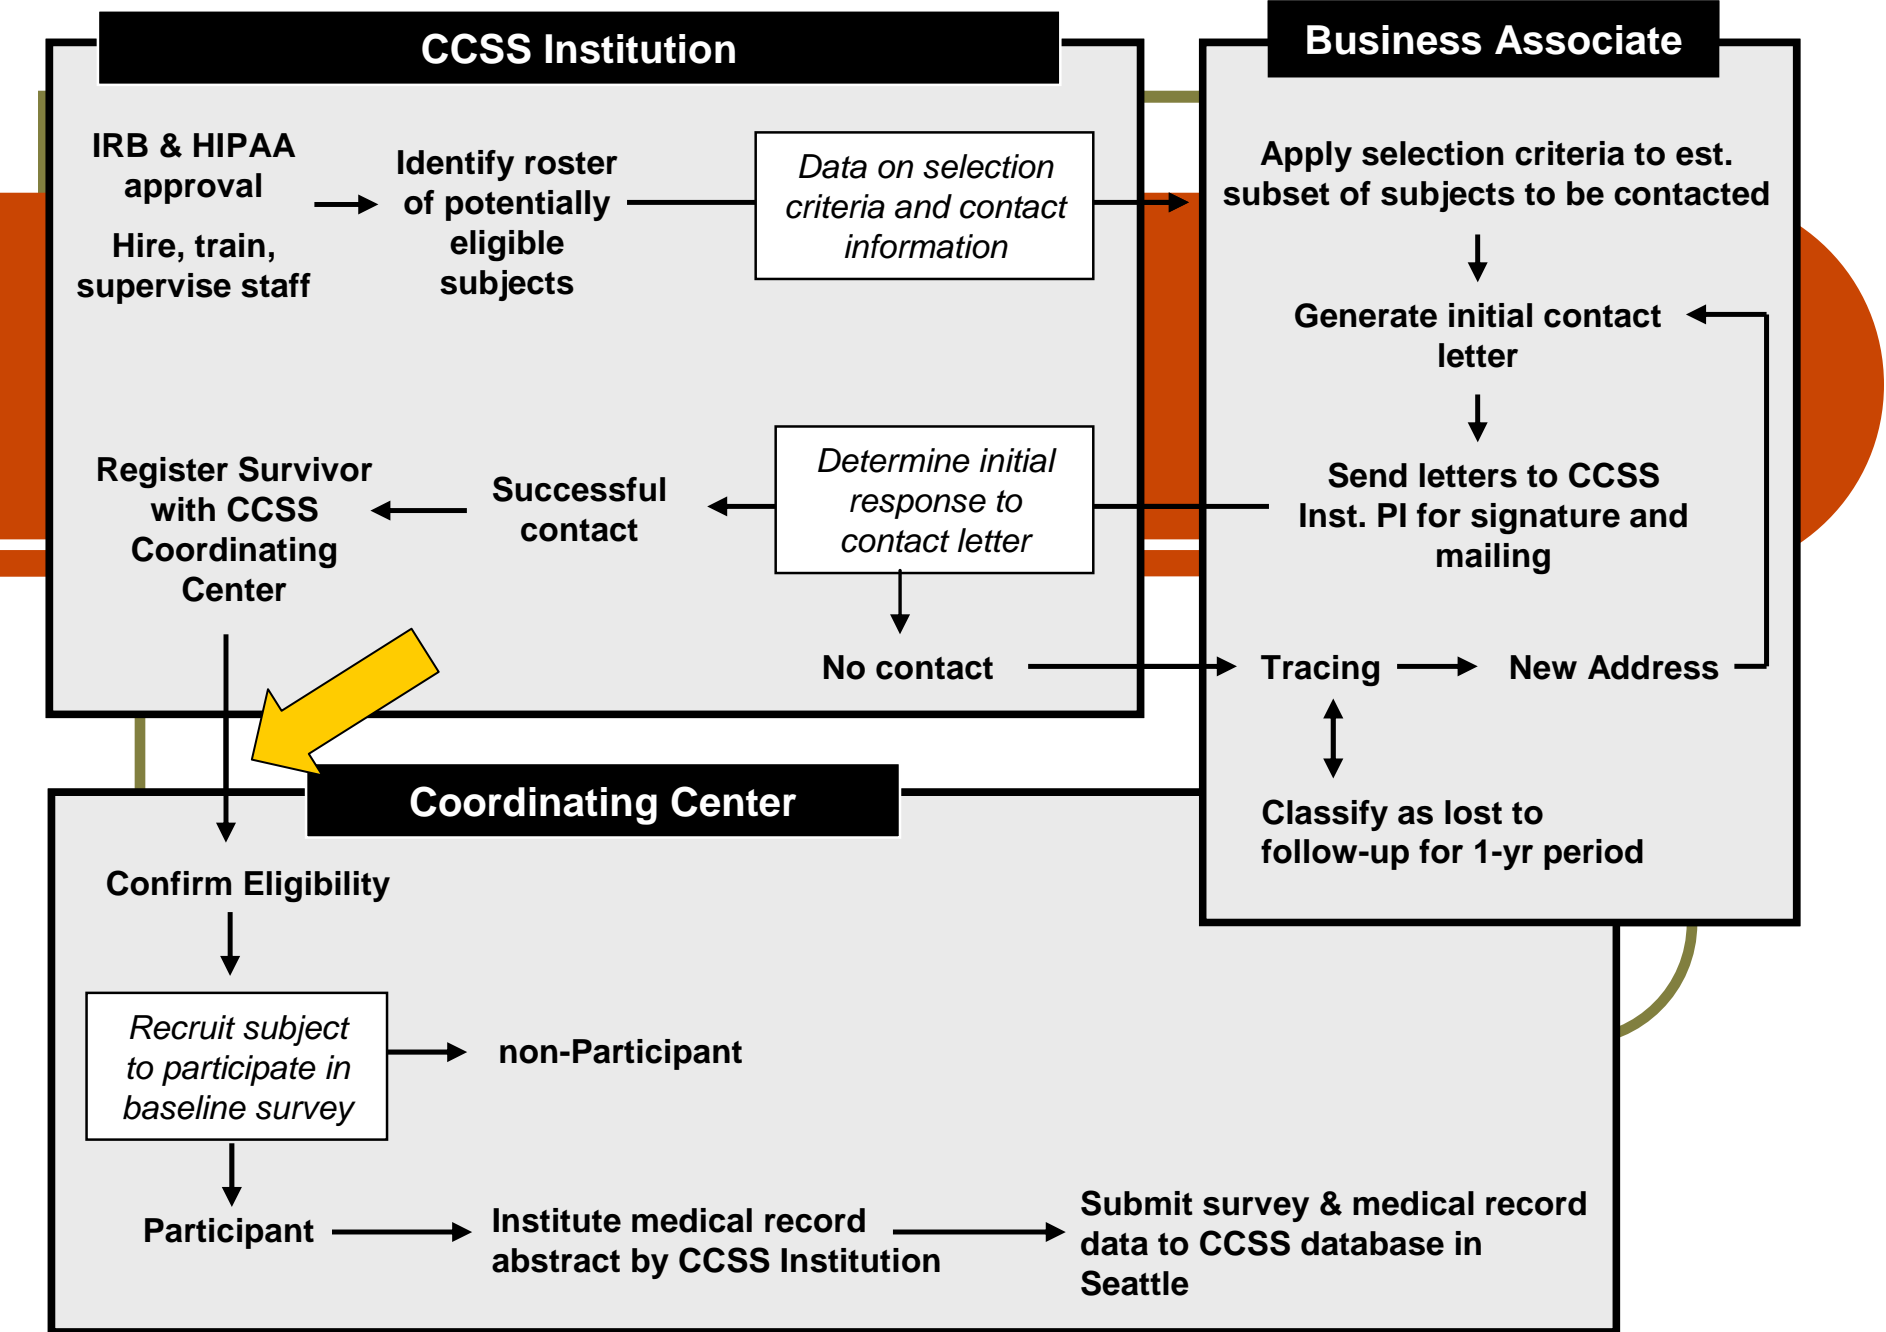 CCSS Institution
IRB & HIPAA
approval
Hire, train,
supervise staff
Identify roster
of potentially
eligible
subjects
Data on selection
criteria and contact
information
Register Survivor
with CCSS
Coordinating
Center
Successful
contact
Determine initial
response to
contact letter
No contact
Business Associate
Apply selection criteria to est.
subset of subjects to be contacted
Generate initial contact
letter
Send letters to CCSS
Inst. PI for signature and
mailing
Tracing
New Address
Classify as lost to
follow-up for 1-yr period
Coordinating Center
Confirm Eligibility
Recruit subject
to participate in
baseline survey
non-Participant
Participant
Institute medical record
abstract by CCSS Institution
Submit survey & medical record
data to CCSS database in
Seattle